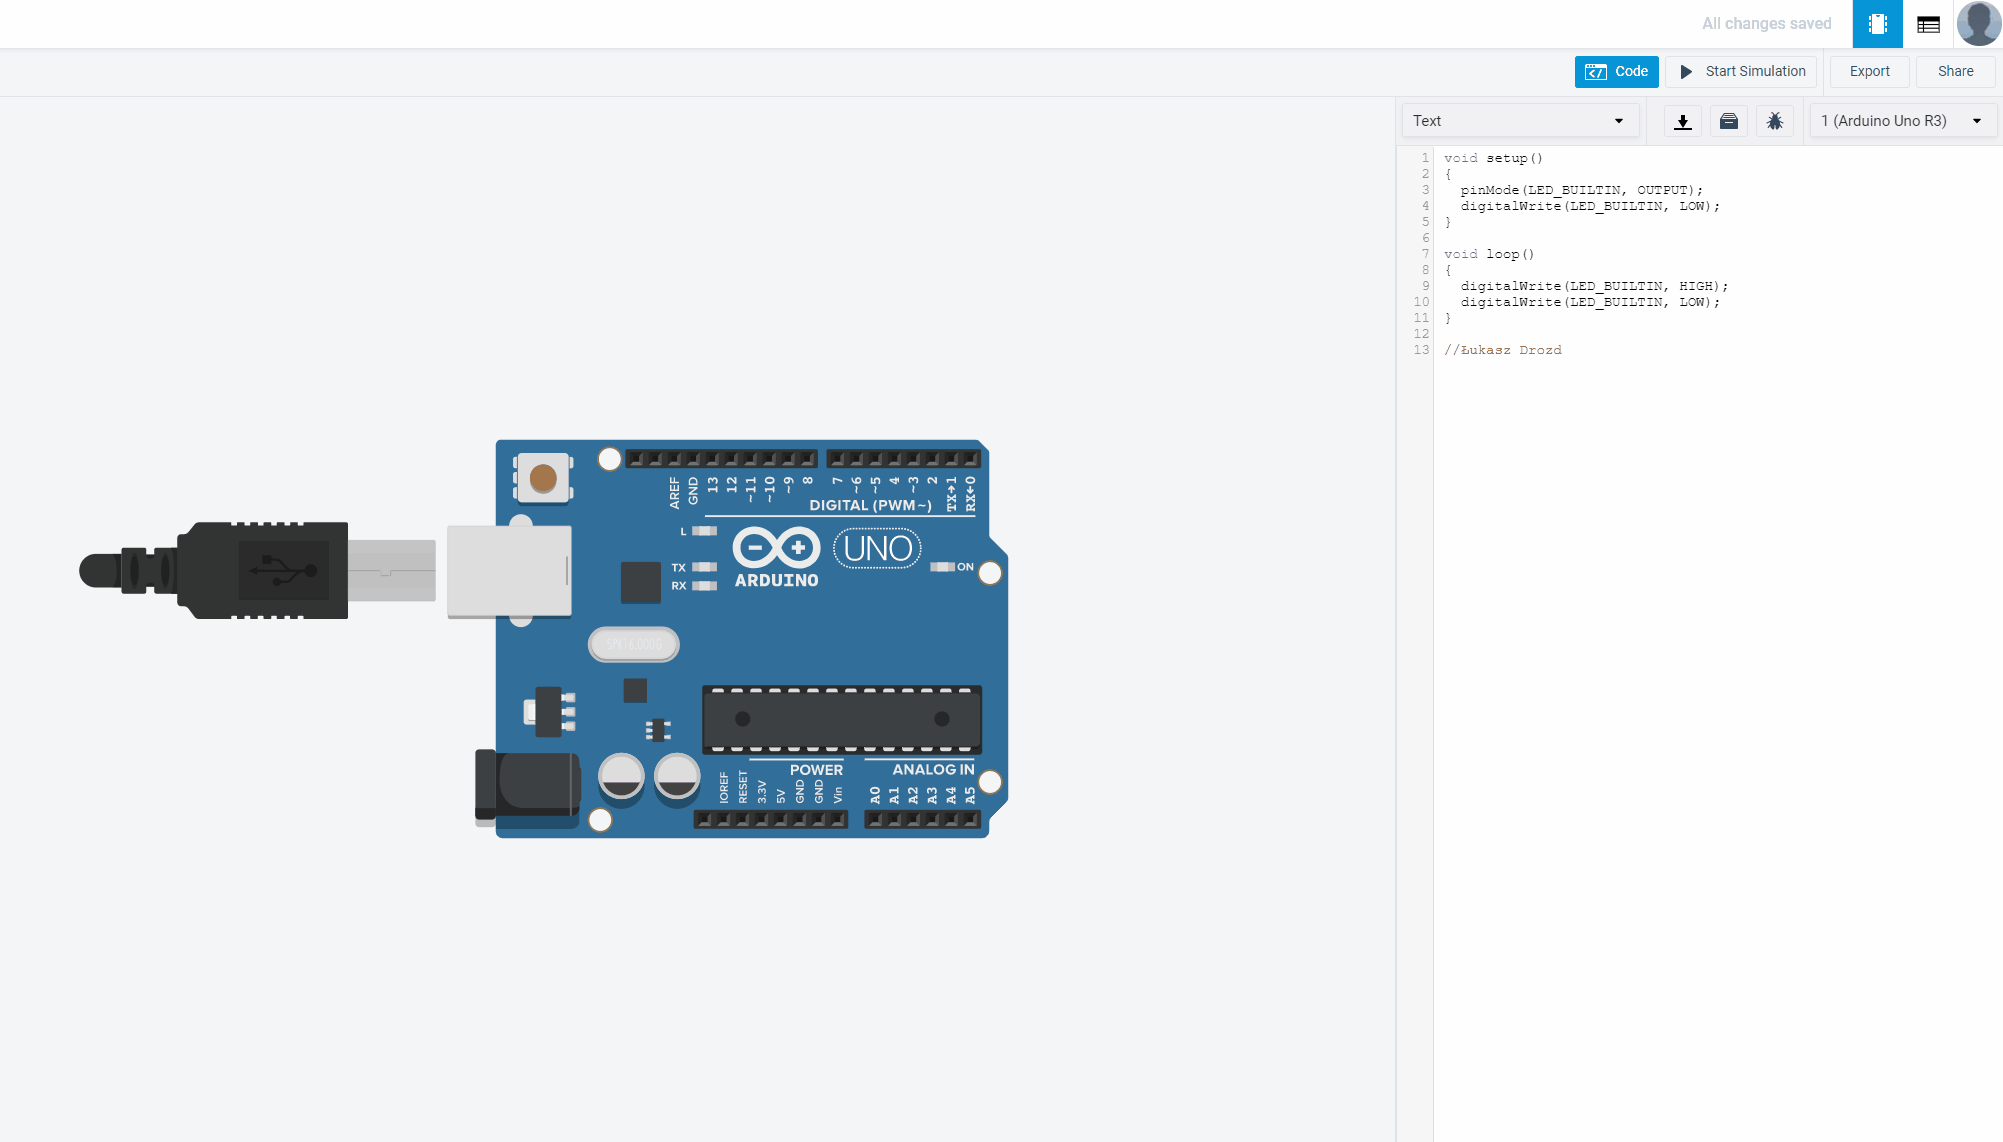 All changes saved
Code
Start Simulation
Export
Share
Text
1 (Arduino Uno R3)
1 void setup()
2 {
3   pinMode(LED_BUILTIN, OUTPUT);
4   digitalWrite(LED_BUILTIN, LOW);
5 }
6
7 void loop()
8 {
9   digitalWrite(LED_BUILTIN, HIGH);
10   digitalWrite(LED_BUILTIN, LOW);
11 }
12
13 //Łukasz Drozd
AREF GND 13 12 ~11 ~10 ~9 8 7 ~6 ~5 4 ~3 2 TX→1 RX←0
DIGITAL (PWM~)
L
UNO
TX
ON
ARDUINO
RX
SPK16.000G
POWER
ANALOG IN
IOREF RESET 3.3V 5V GND GND Vin A0 A1 A2 A3 A4 A5